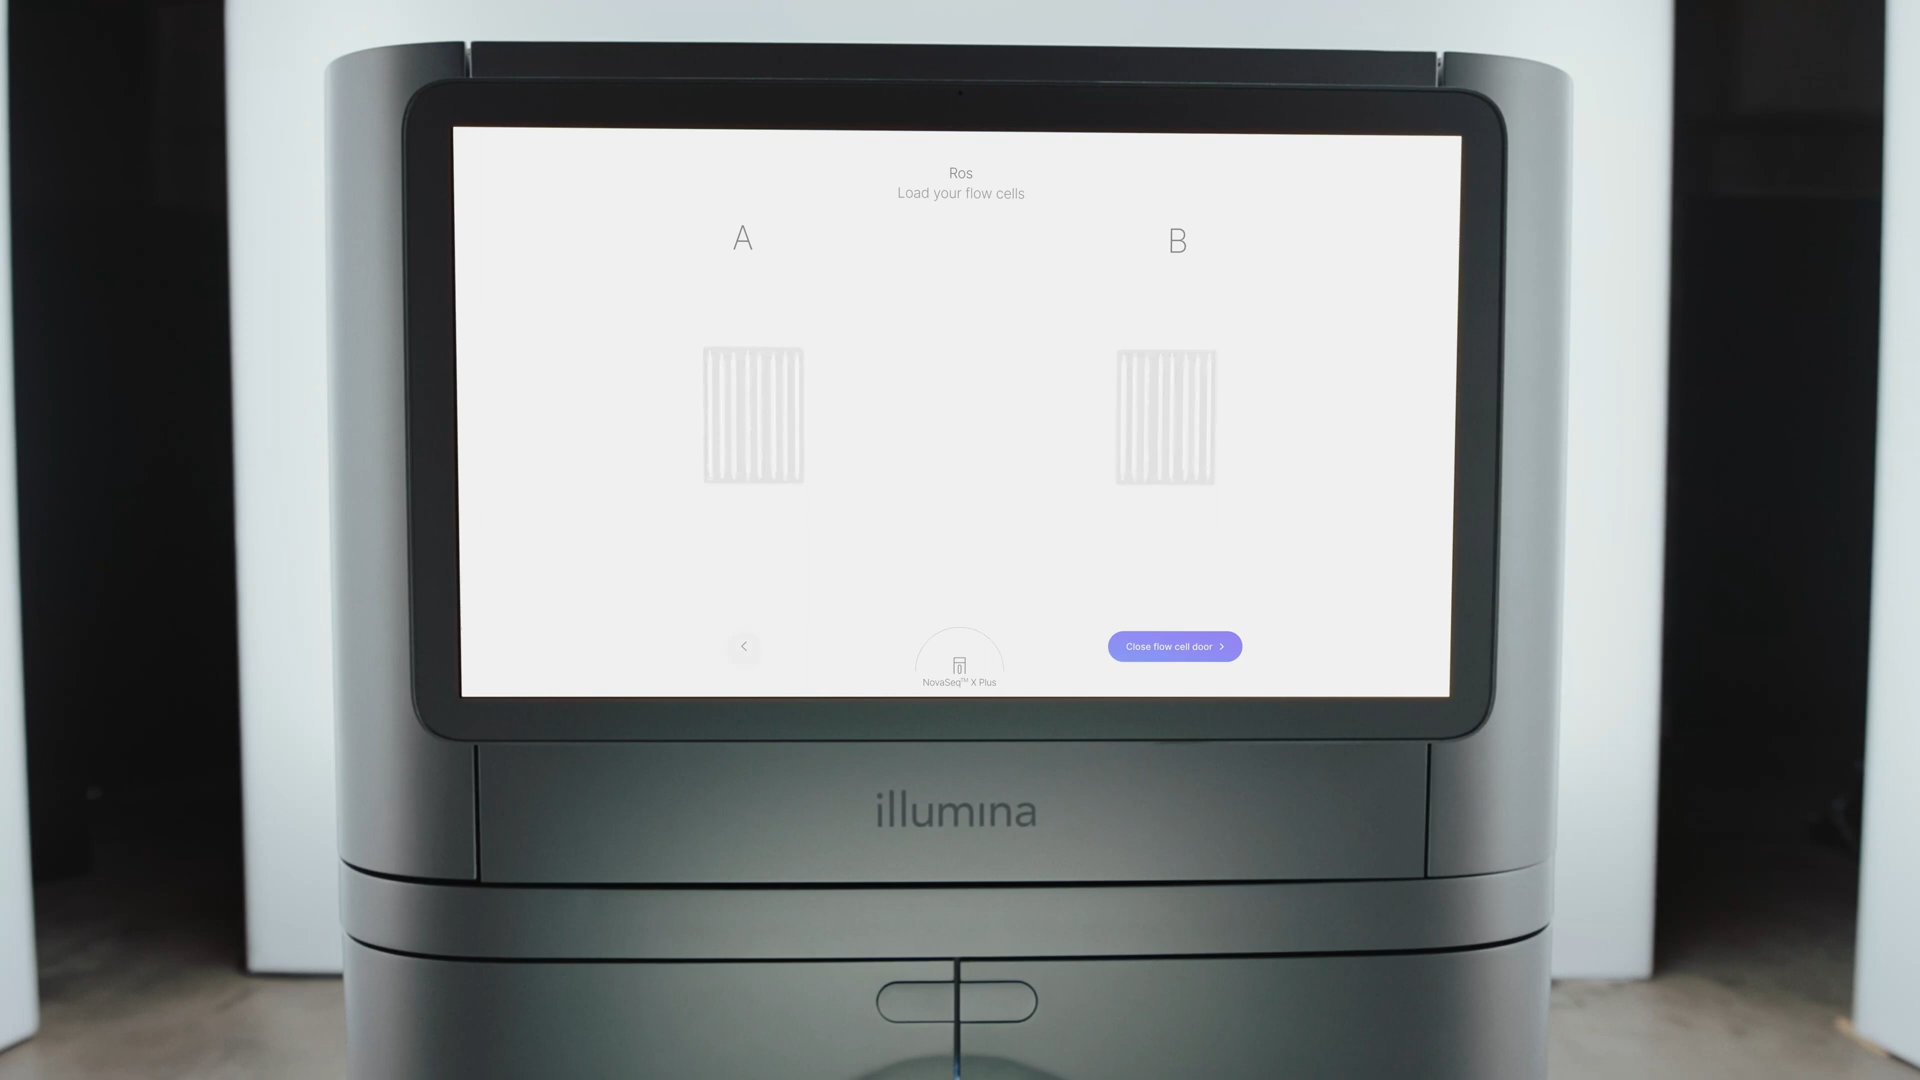 Ros
Load your flow cells
A
B
Close flow cell door
NovaSeq™ X Plus
illumina